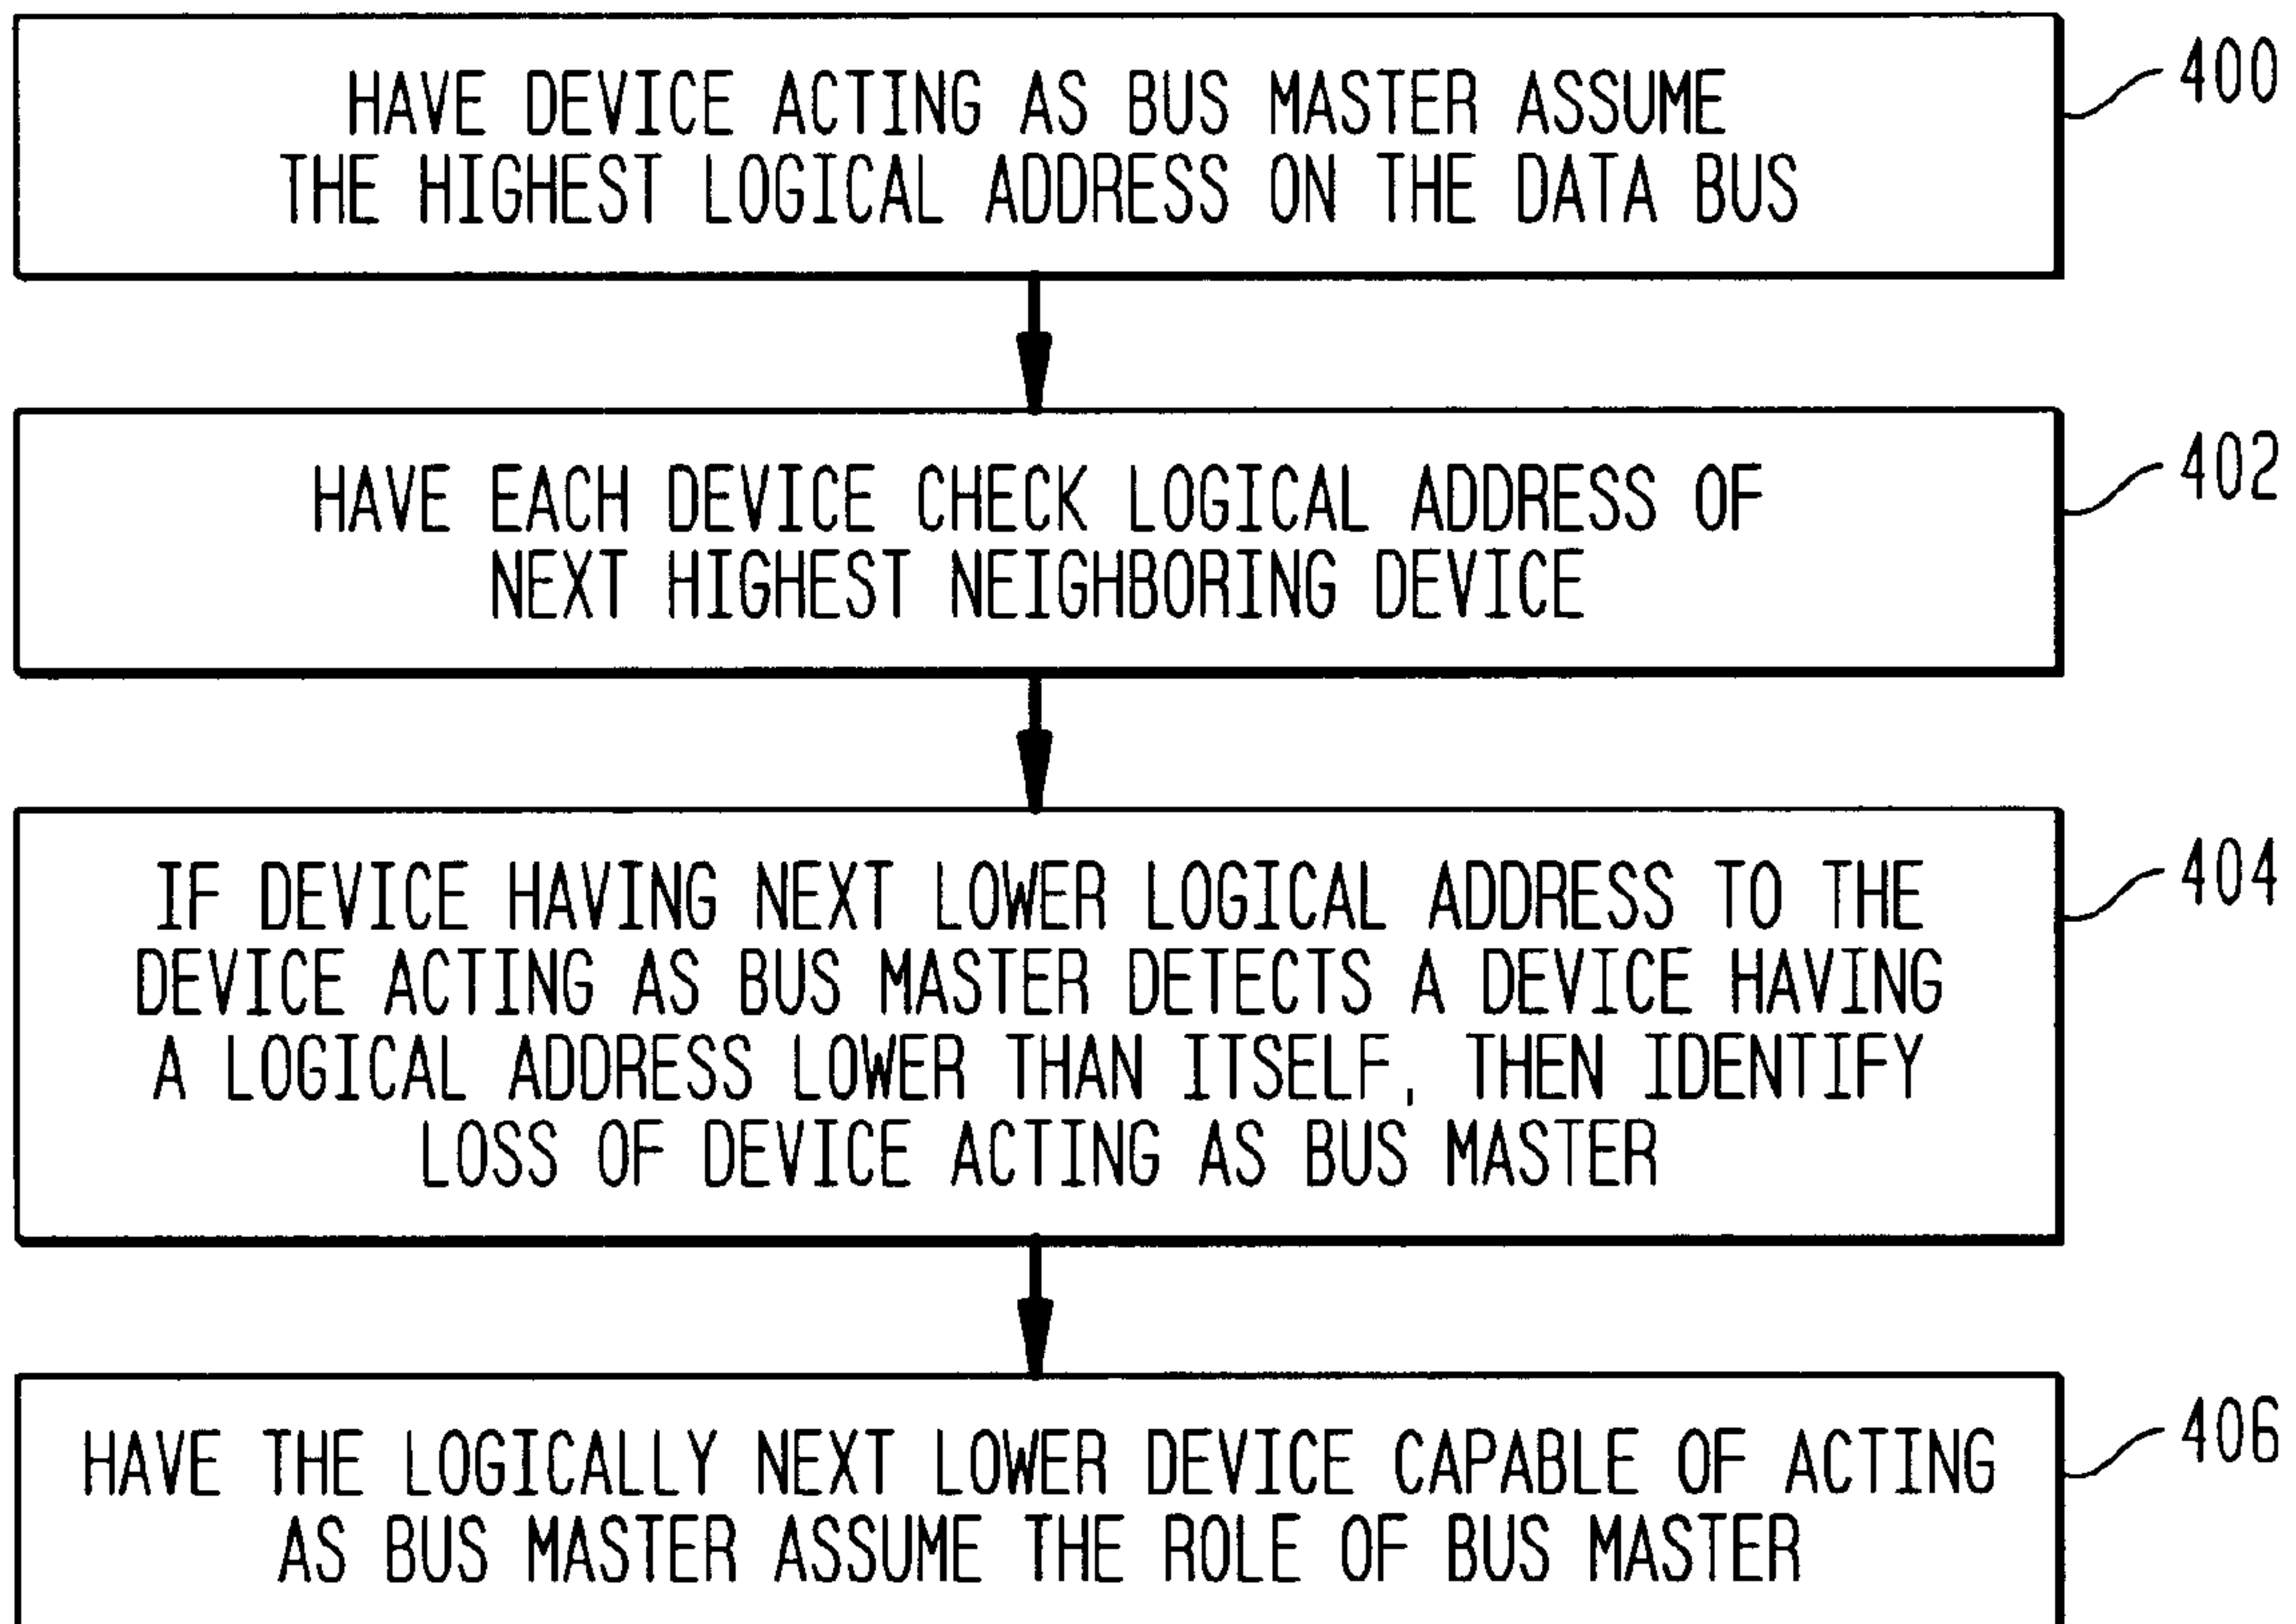 HAVE DEVICE ACTING AS BUS MASTER ASSUME
THE HIGHEST LOGICAL ADDRESS ON THE DATA BUS
400
HAVE EACH DEVICE CHECK LOGICAL ADDRESS OF
NEXT HIGHEST NEIGHBORING DEVICE
402
IF DEVICE HAVING NEXT LOWER LOGICAL ADDRESS TO THE
DEVICE ACTING AS BUS MASTER DETECTS A DEVICE HAVING
A LOGICAL ADDRESS LOWER THAN ITSELF, THEN IDENTIFY
LOSS OF DEVICE ACTING AS BUS MASTER
404
HAVE THE LOGICALLY NEXT LOWER DEVICE CAPABLE OF ACTING
AS BUS MASTER ASSUME THE ROLE OF BUS MASTER
406